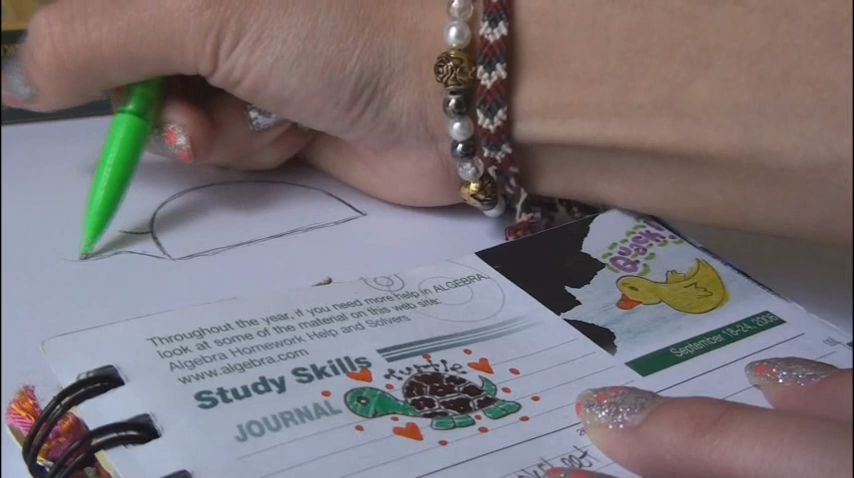 Throughout the year, if you need more help in ALGEBRA,
look at some of the material on this web site:
Algebra Homework Help and Solvers
www.algebra.com
Study Skills
JOURNAL
turtle
Quack!
September 18-24, 2006